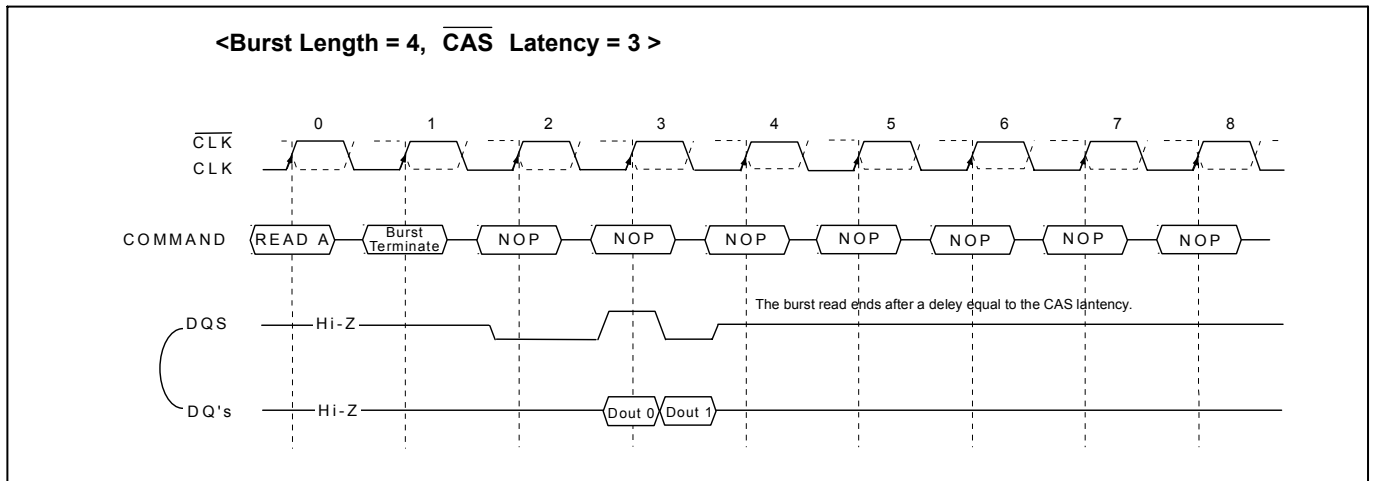 <Burst Length = 4, CAS Latency = 3 >
0 1 2 3 4 5 6 7 8
CLK
CLK
COMMAND READ A Burst Terminate NOP NOP NOP NOP NOP NOP NOP
The burst read ends after a deley equal to the CAS lantency.
DQS Hi-Z
DQ's Hi-Z Dout 0 Dout 1